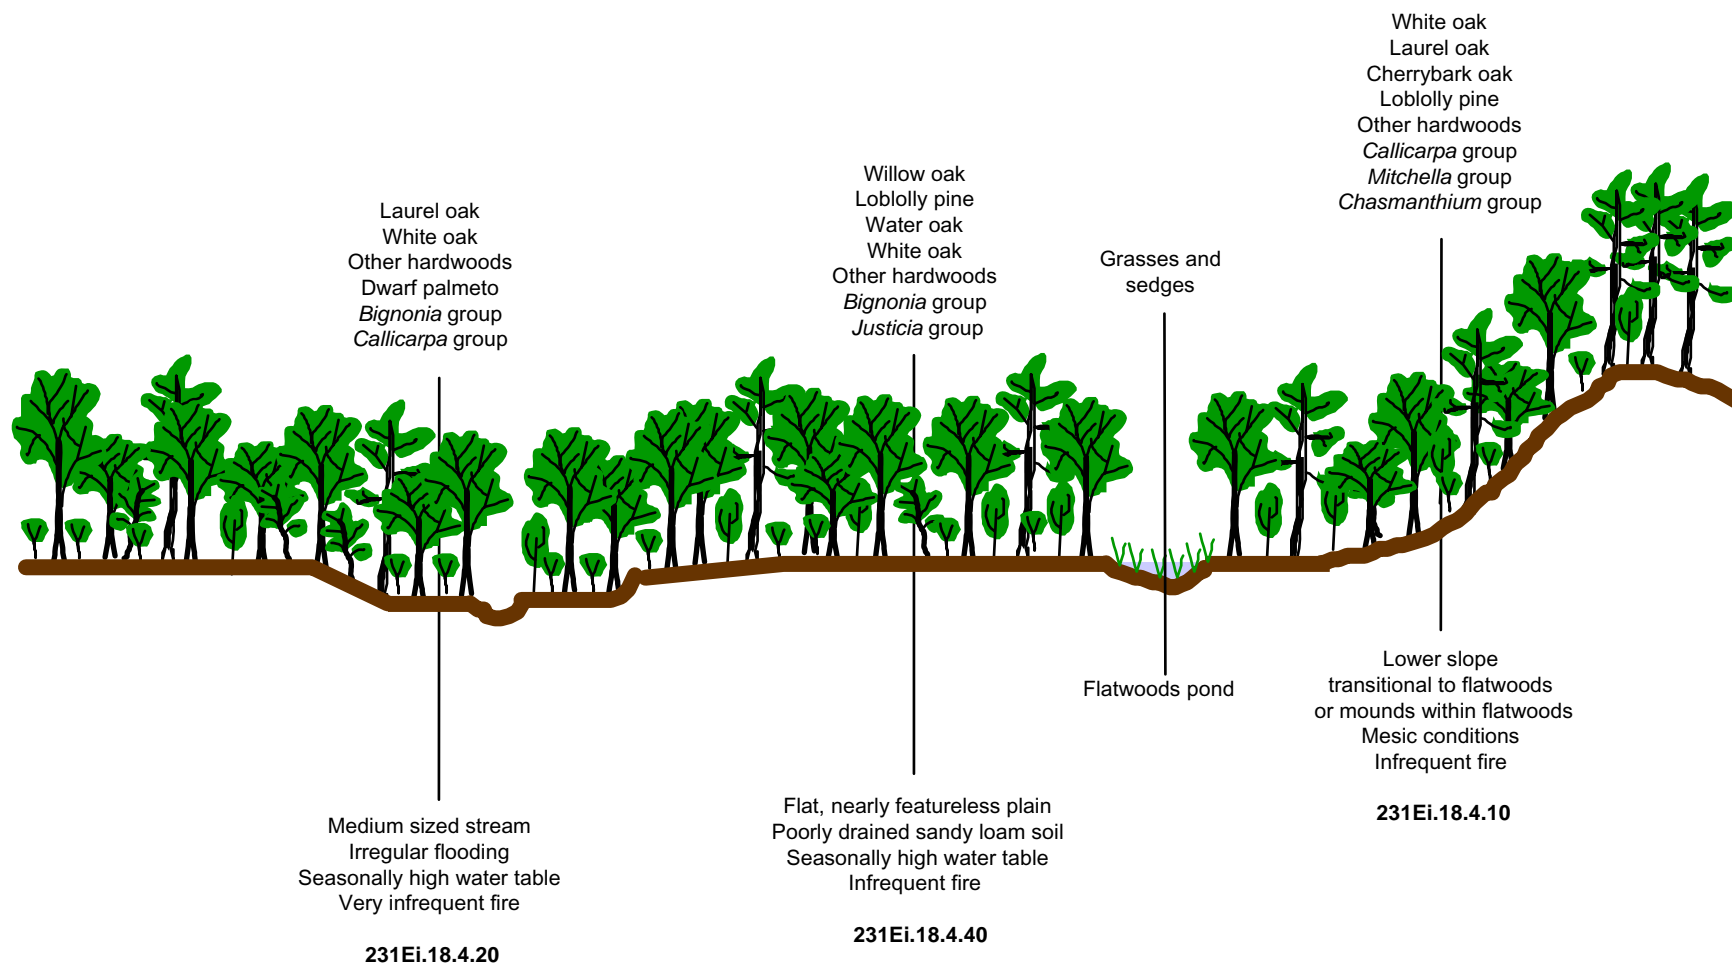 Laurel oak
White oak
Other hardwoods
Dwarf palmeto
Bignonia group
Callicarpa group
Medium sized stream
Irregular flooding
Seasonally high water table
Very infrequent fire
231Ei.18.4.20
Willow oak
Loblolly pine
Water oak
White oak
Other hardwoods
Bignonia group
Justicia group
Flat, nearly featureless plain
Poorly drained sandy loam soil
Seasonally high water table
Infrequent fire
231Ei.18.4.40
Grasses and
sedges
Flatwoods pond
White oak
Laurel oak
Cherrybark oak
Loblolly pine
Other hardwoods
Callicarpa group
Mitchella group
Chasmanthium group
Lower slope
transitional to flatwoods
or mounds within flatwoods
Mesic conditions
Infrequent fire
231Ei.18.4.10